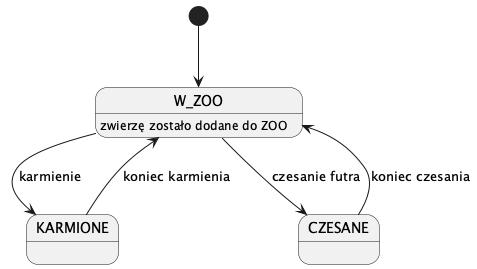 W_ZOO
zwierzę zostało dodane do ZOO
karmienie
koniec karmienia
czesanie futra
koniec czesania
KARMIONE
CZESANE